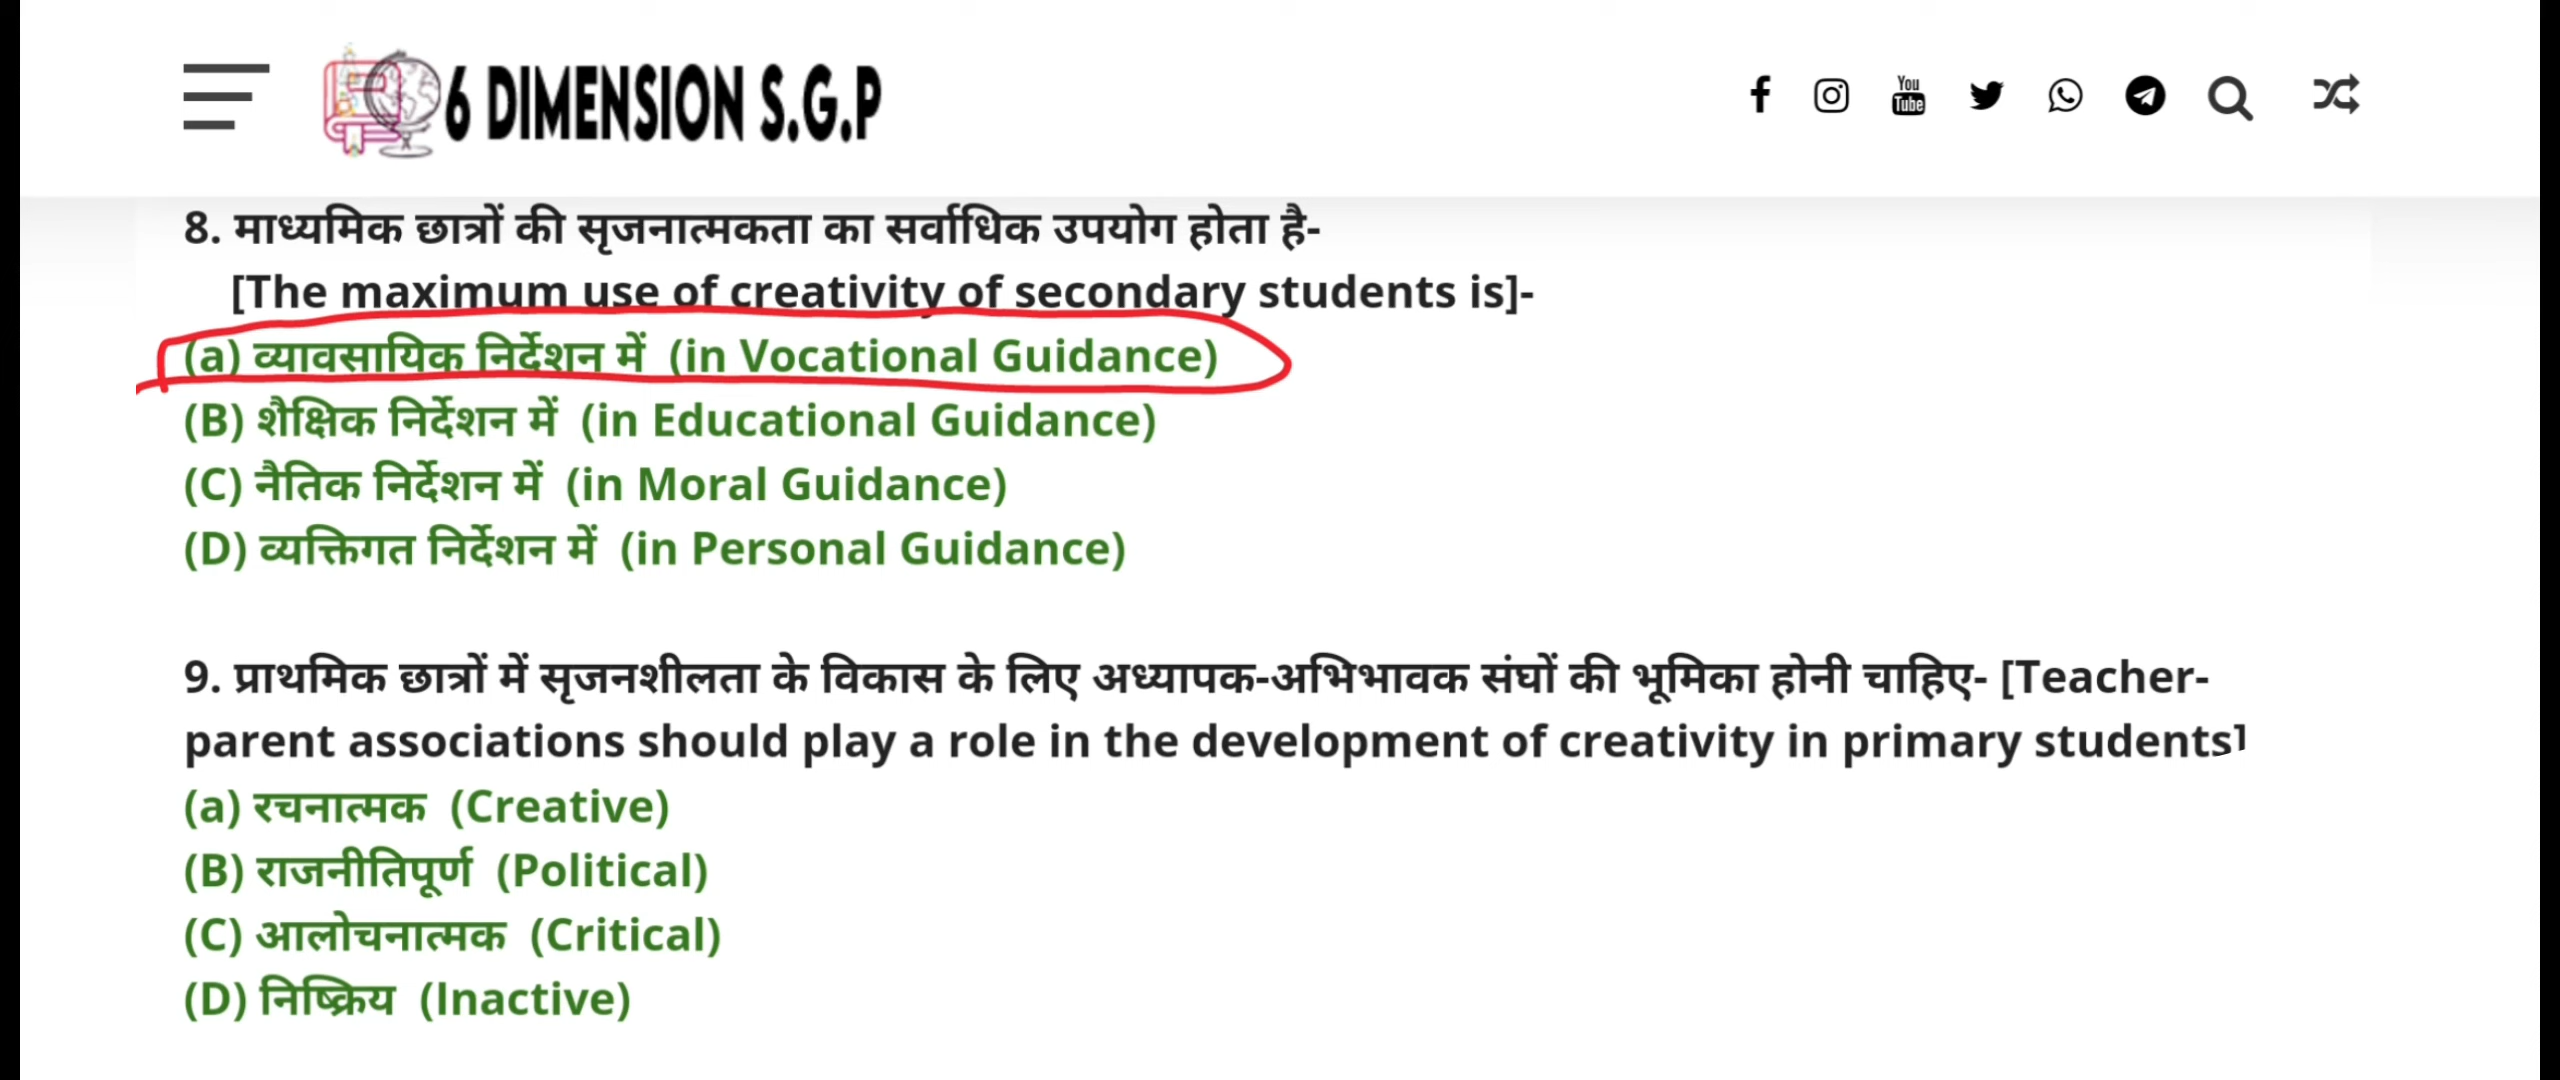 6 DIMENSION S.G.P
You
Tube
8. माध्यमिक छात्रों की सृजनात्मकता का सर्वाधिक उपयोग होता है-
[The maximum use of creativity of secondary students is]-
(a) व्यावसायिक निर्देशन में (in Vocational Guidance)
(B) शैक्षिक निर्देशन में (in Educational Guidance)
(C) नैतिक निर्देशन में (in Moral Guidance)
(D) व्यक्तिगत निर्देशन में (in Personal Guidance)
9. प्राथमिक छात्रों में सृजनशीलता के विकास के लिए अध्यापक-अभिभावक संघों की भूमिका होनी चाहिए- [Teacher-
parent associations should play a role in the development of creativity in primary students]
(a) रचनात्मक (Creative)
(B) राजनीतिपूर्ण (Political)
(C) आलोचनात्मक (Critical)
(D) निष्क्रिय (Inactive)